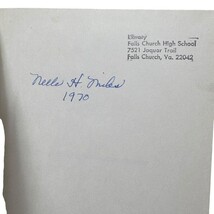 Library
Falls Church High School
7521 Jaguar Trail
Falls Church, Va. 22042
Nelle H. Miles
1970